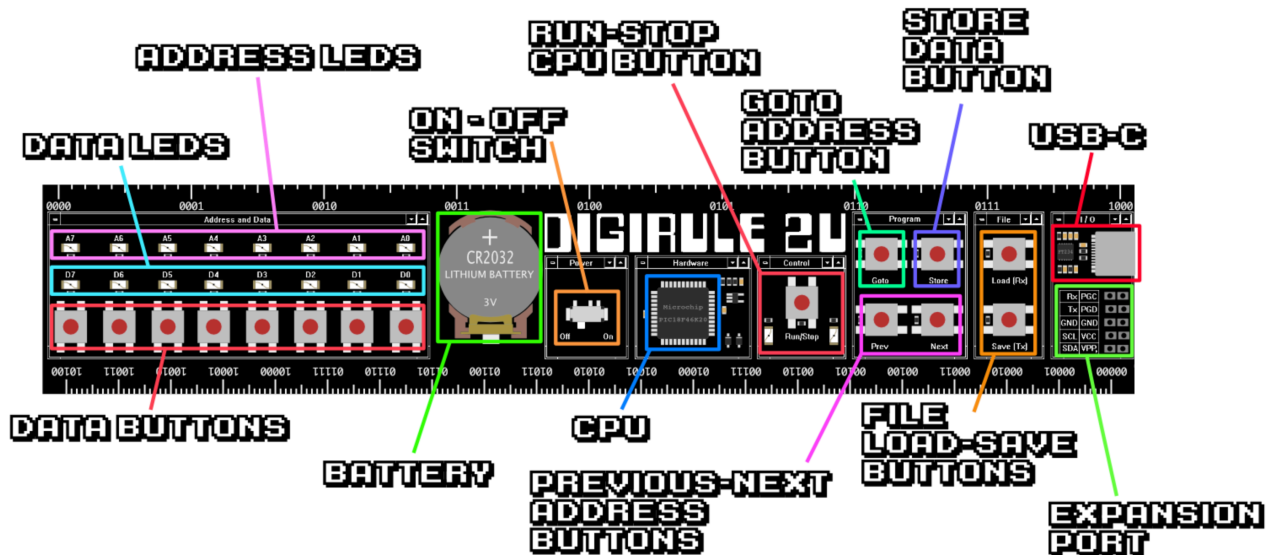 ADDRESS LEDS
DATA LEDS
ON-OFF
SWITCH
RUN-STOP
CPU BUTTON
GOTO
ADDRESS
BUTTON
STORE
DATA
BUTTON
USB-C
0000 0001 0010 0011 0100 0101 0110 0111 1000
Address and Data
A7 A6 A5 A4 A3 A2 A1 A0
D7 D6 D5 D4 D3 D2 D1 D0
+
CR2032
LITHIUM BATTERY
3V
DIGIRULE 2U
Power
Off On
Hardware
Microchip
Control
Run/Stop
Program
Goto Store
Prev Next
File
Load (Rx)
Save (Tx)
I/O
Rx PGC
Tx PGD
GND GND
SCL VCC
SDA VPP
DATA BUTTONS
BATTERY
CPU
PREVIOUS-NEXT
ADDRESS
BUTTONS
FILE
LOAD-SAVE
BUTTONS
EXPANSION
PORT